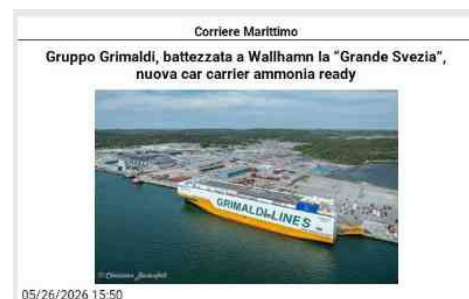 Corriere Marittimo
Gruppo Grimaldi, battezzata a Wallhamn la “Grande Svezia”,
nuova car carrier ammonia ready
GRIMALDI LINES
05/26/2026 15:50